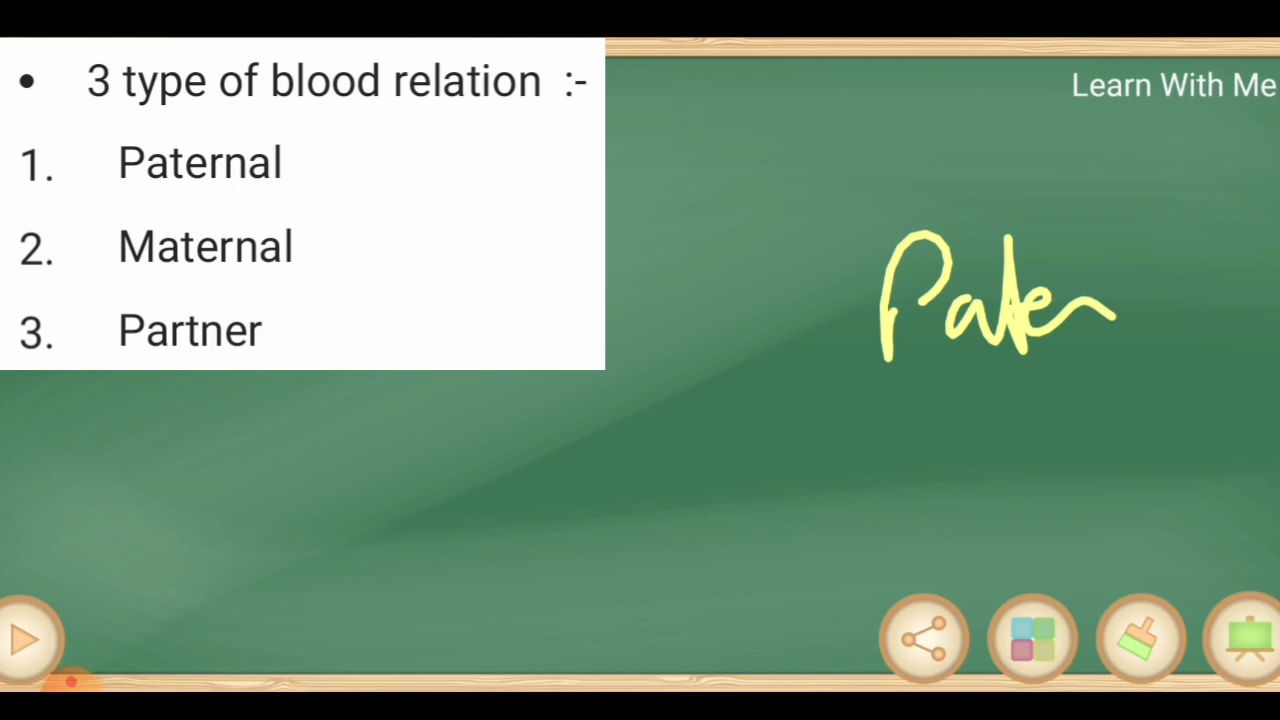 • 3 type of blood relation :-
Learn With Me
1. Paternal
2. Maternal
3. Partner
Pater